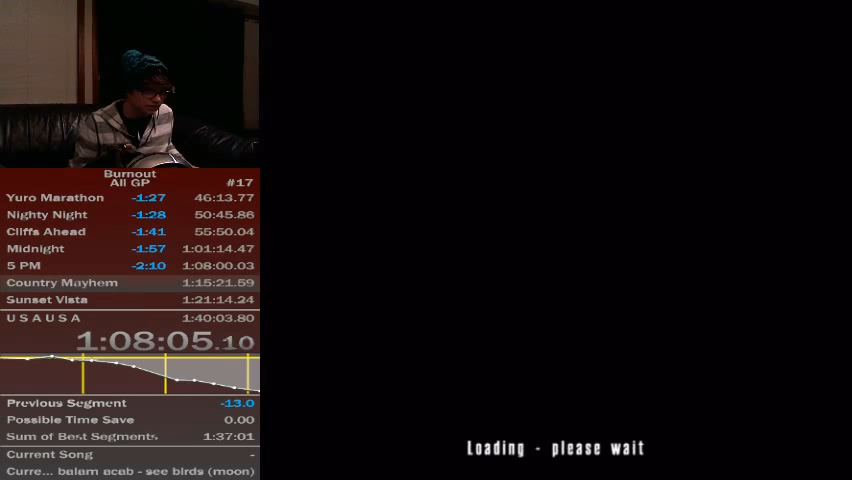 Burnout
All GP #17
Yuro Marathon -1:27 46:13.77
Nighty Night -1:28 50:45.86
Cliffs Ahead -1:41 55:50.04
Midnight -1:57 1:01:14.47
5 PM -2:10 1:08:00.03
Country Mayhem 1:15:21.59
Sunset Vista 1:21:14.24
U S A U S A 1:40:03.80
1:08:05.10
Previous Segment -13.0
Possible Time Save 0.00
Sum of Best Segments 1:37:01
Current Song -
Curre... balam acab - see birds (moon)
Loading - please wait